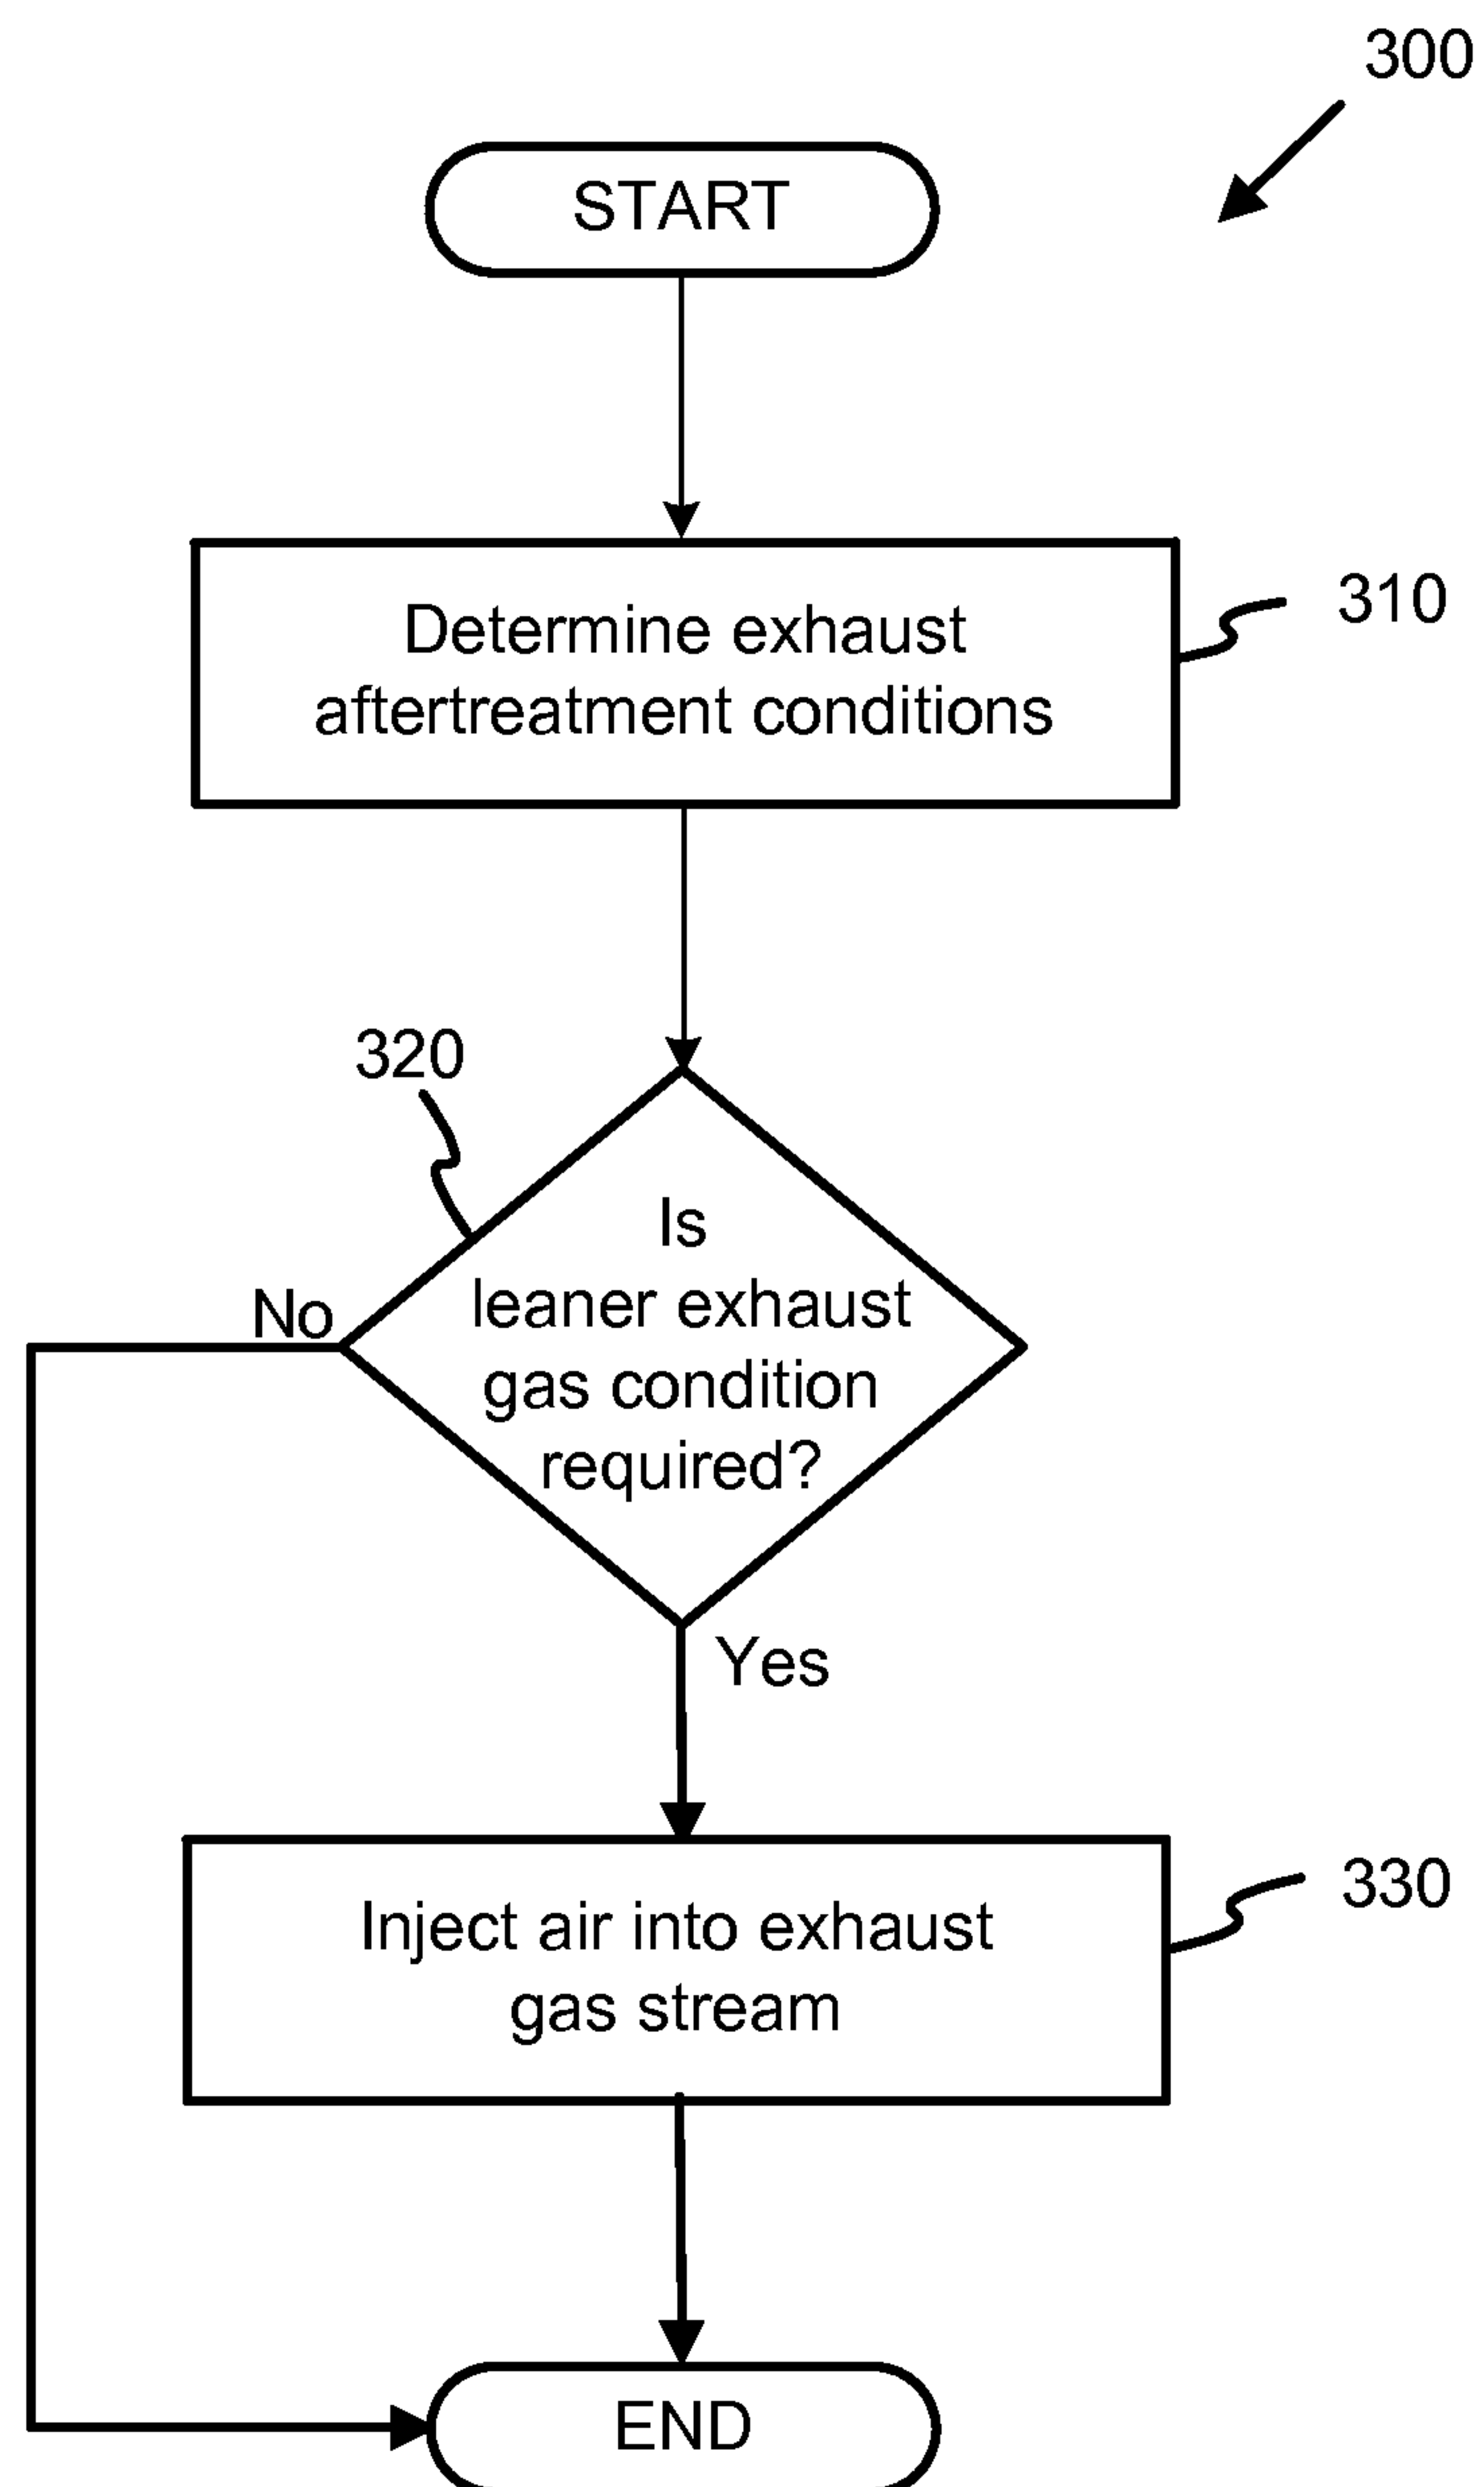 300
START
Determine exhaust
aftertreatment conditions
310
320
Is
leaner exhaust
gas condition
required?
No
Yes
Inject air into exhaust
gas stream
330
END